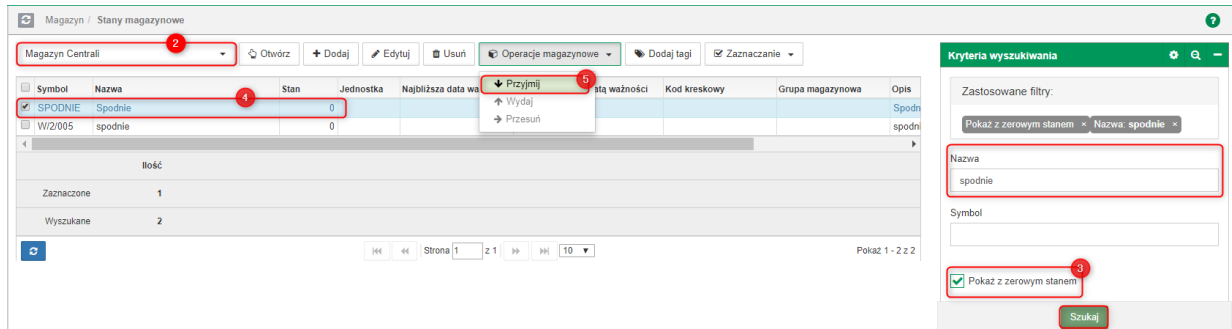 Magazyn / Stany magazynowe
?
Magazyn Centrali
2
Otwórz
Dodaj
Edytuj
Usuń
Operacje magazynowe
Dodaj tagi
Zaznaczanie
Przyjmij
5
Wydaj
Przesuń
Symbol Nazwa Stan Jednostka Najbliższa data wa atą ważności Kod kreskowy Grupa magazynowa Opis
4
SPODNIE Spodnie 0 Spodn
W/2/005 spodnie 0 spodni
Ilość
Zaznaczone 1
Wyszukane 2
Strona 1 z 1 10
Pokaż 1 - 2 z 2
Kryteria wyszukiwania
Zastosowane filtry:
Pokaż z zerowym stanem × Nazwa: spodnie ×
Nazwa
spodnie
Symbol
3
Pokaż z zerowym stanem
Szukaj